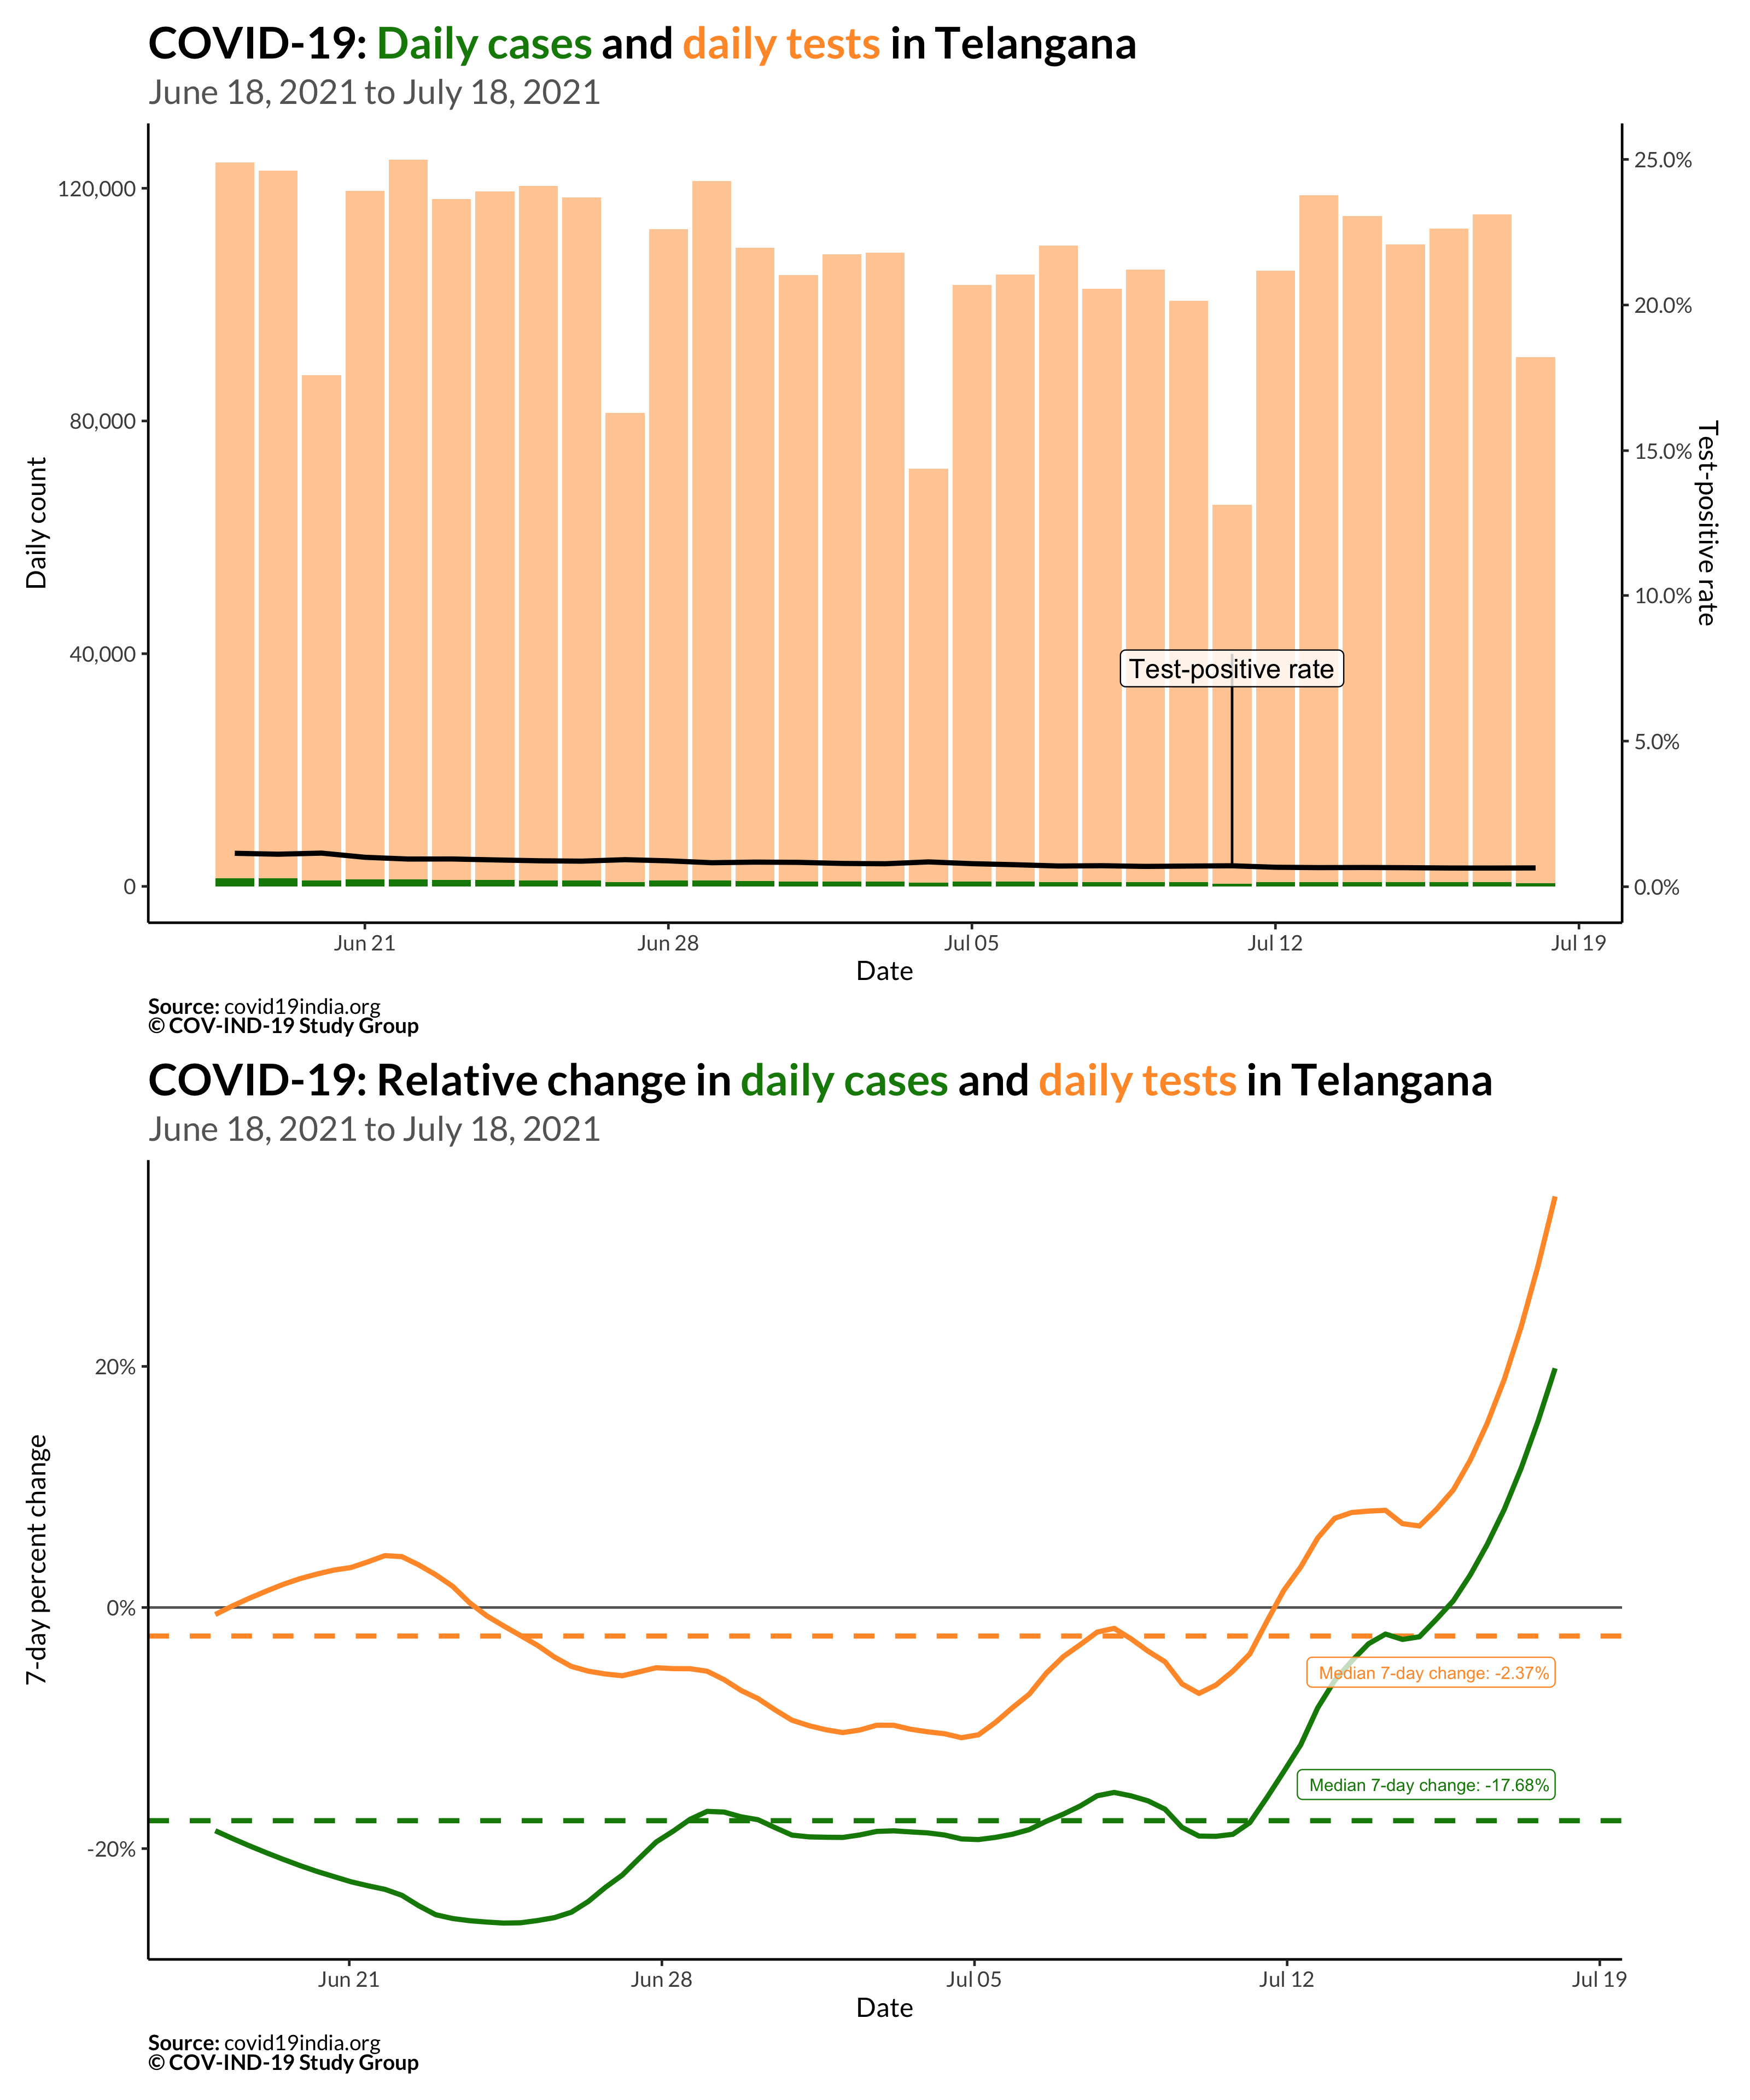 COVID-19: Daily cases and daily tests in Telangana
June 18, 2021 to July 18, 2021
120,000
80,000
40,000
0
Daily count
25.0%
20.0%
15.0%
10.0%
5.0%
0.0%
Test-positive rate
Test-positive rate
Jun 21
Jun 28
Jul 05
Jul 12
Jul 19
Date
Source: covid19india.org
© COV-IND-19 Study Group
COVID-19: Relative change in daily cases and daily tests in Telangana
June 18, 2021 to July 18, 2021
20%
0%
-20%
7-day percent change
Median 7-day change: -2.37%
Median 7-day change: -17.68%
Jun 21
Jun 28
Jul 05
Jul 12
Jul 19
Date
Source: covid19india.org
© COV-IND-19 Study Group